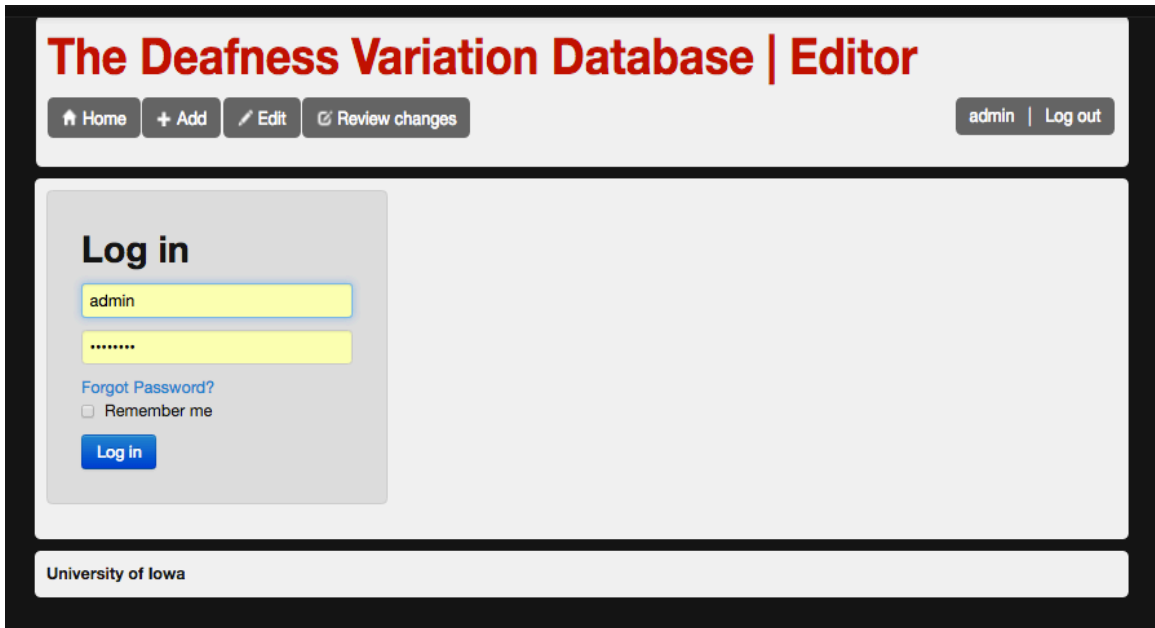 The Deafness Variation Database | Editor
Home + Add Edit Review changes admin | Log out
Log in
admin
••••••••
Forgot Password?
Remember me
Log in
University of Iowa